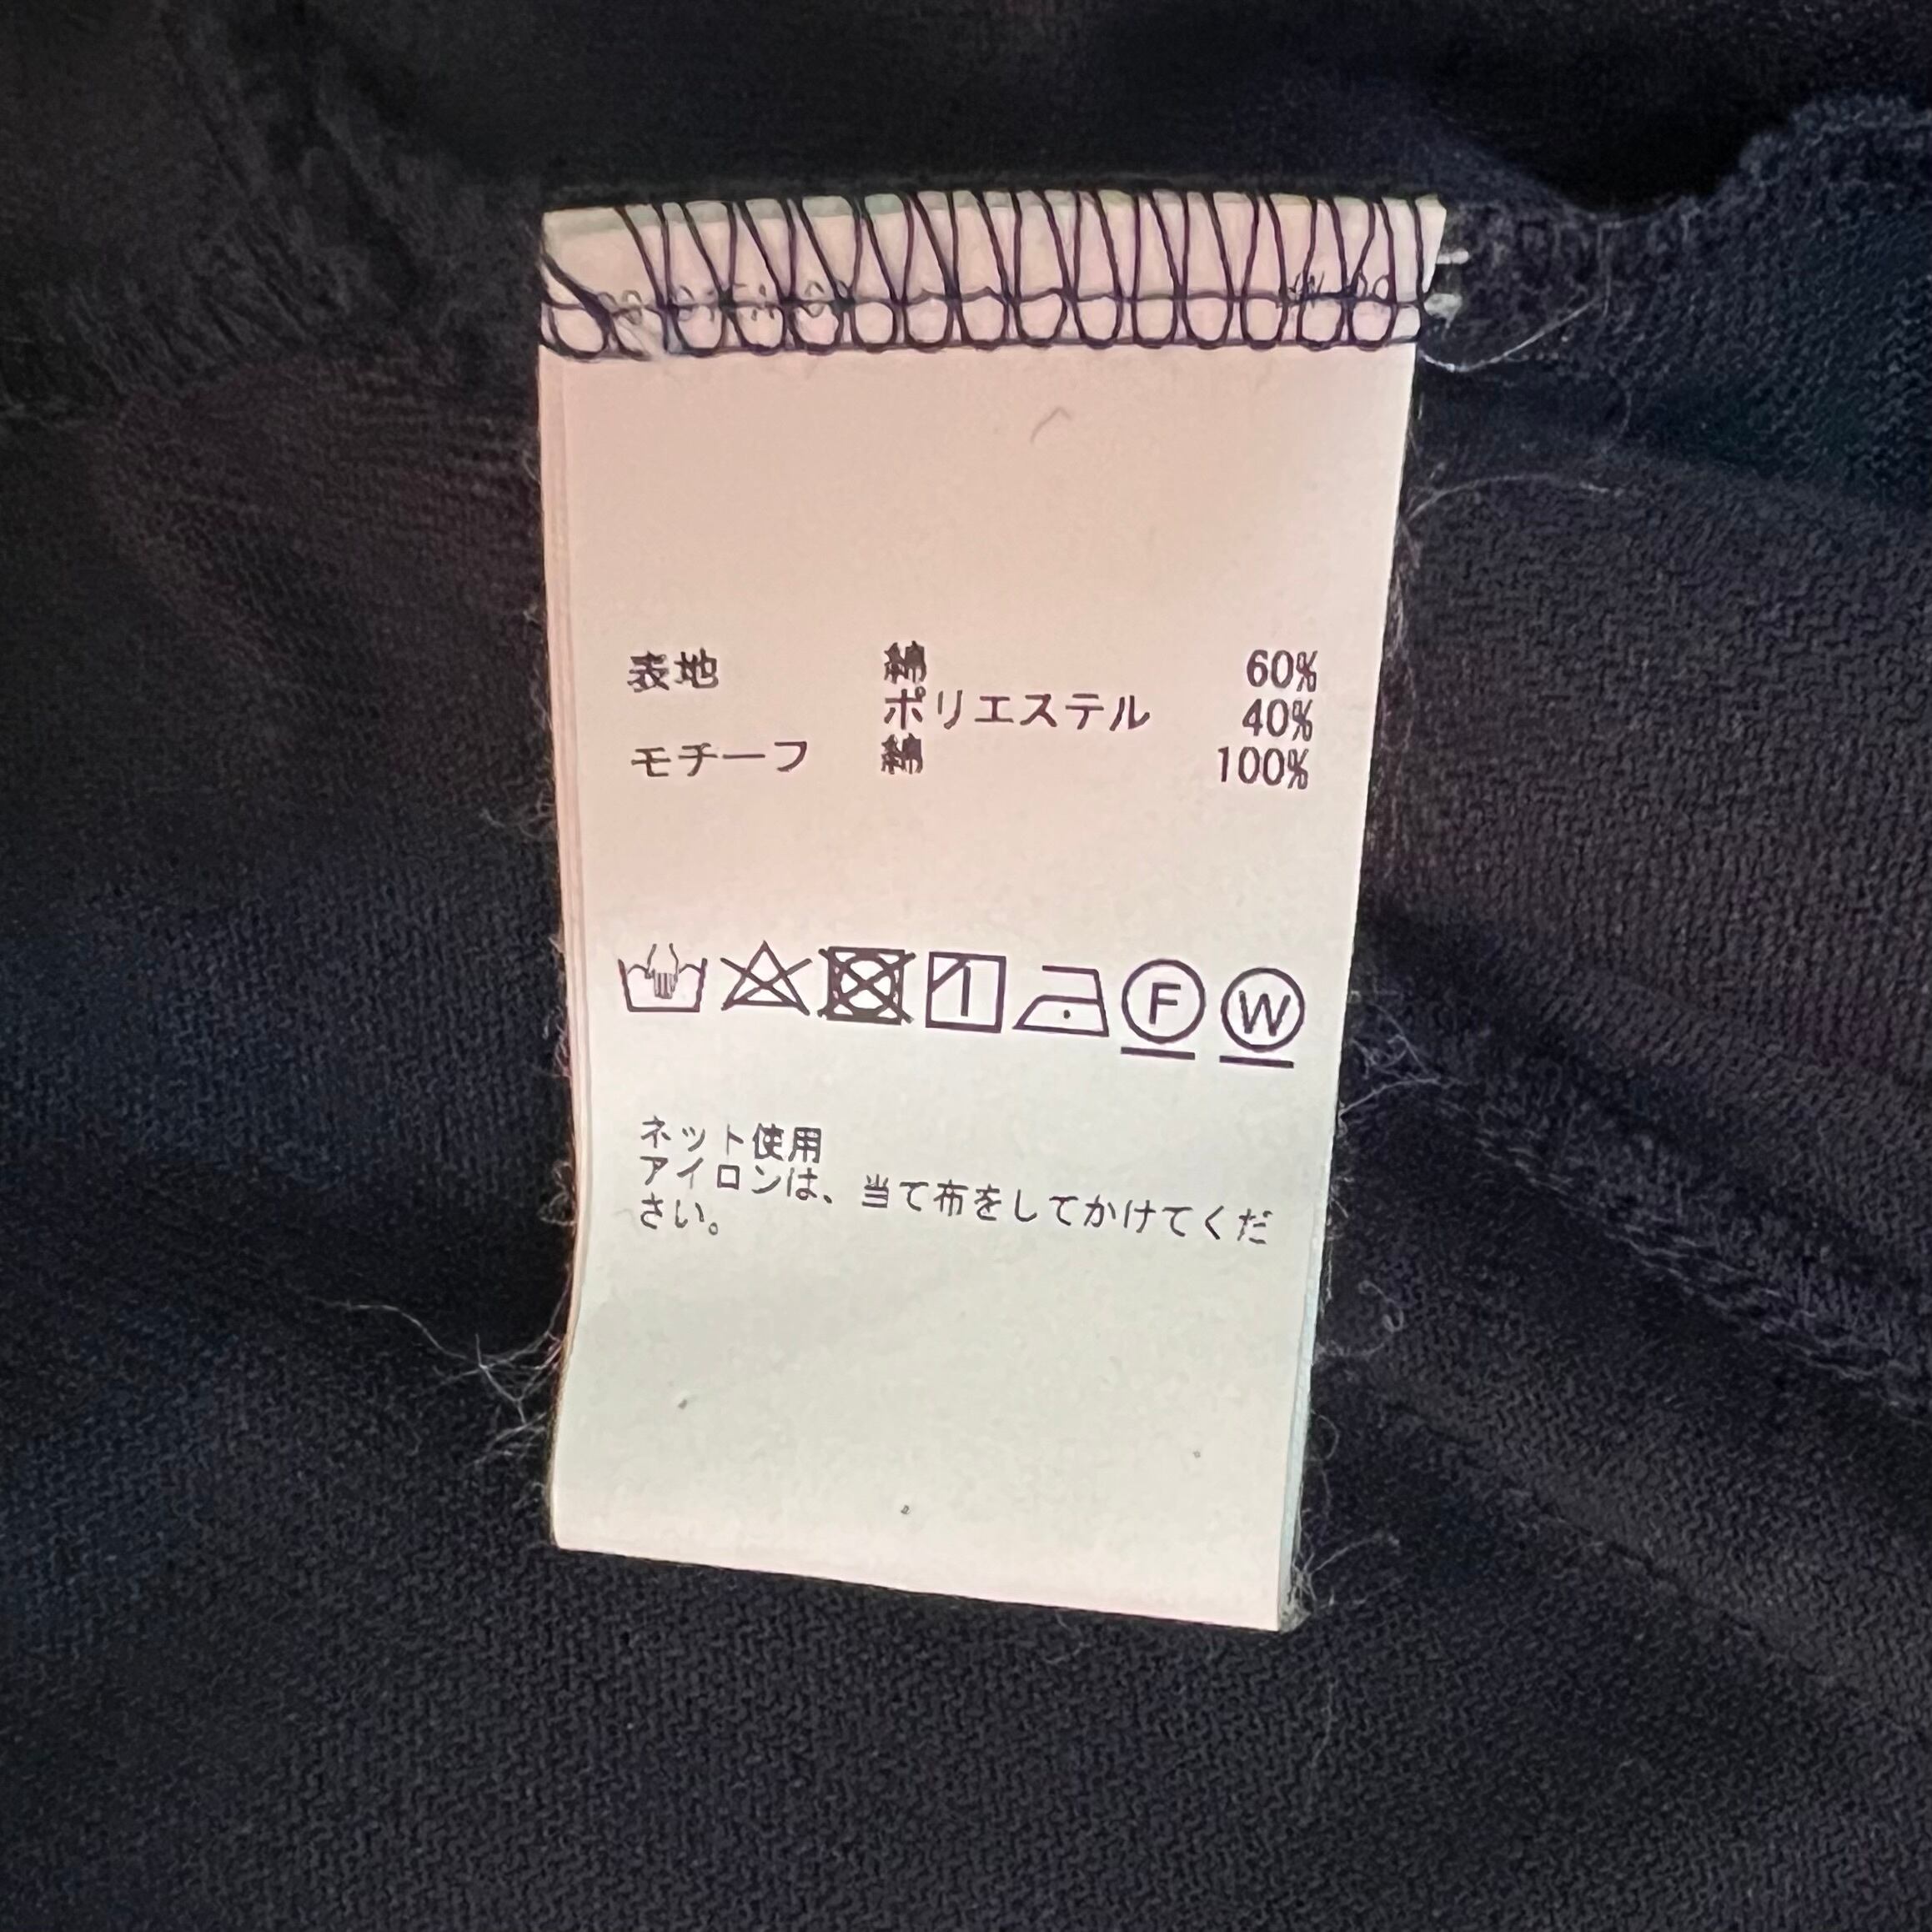 表地 綿 60%
ポリエステル 40%
モチーフ 綿 100%
F W
ネット使用
アイロンは、当て布をしてかけてくだ
さい。